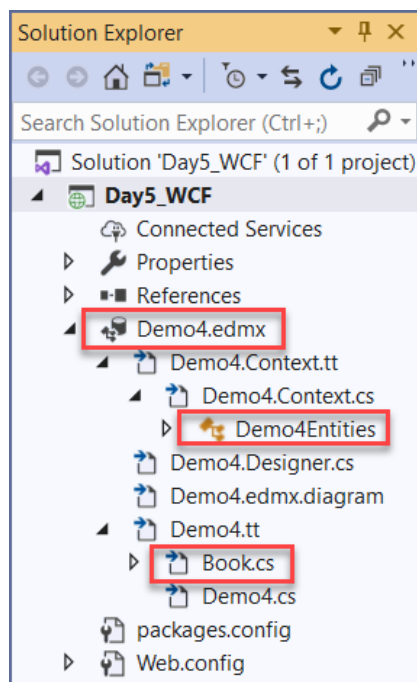 Solution Explorer
Search Solution Explorer (Ctrl+;)
Solution 'Day5_WCF' (1 of 1 project)
Day5_WCF
Connected Services
Properties
References
Demo4.edmx
Demo4.Context.tt
Demo4.Context.cs
Demo4Entities
Demo4.Designer.cs
Demo4.edmx.diagram
Demo4.tt
Book.cs
Demo4.cs
packages.config
Web.config